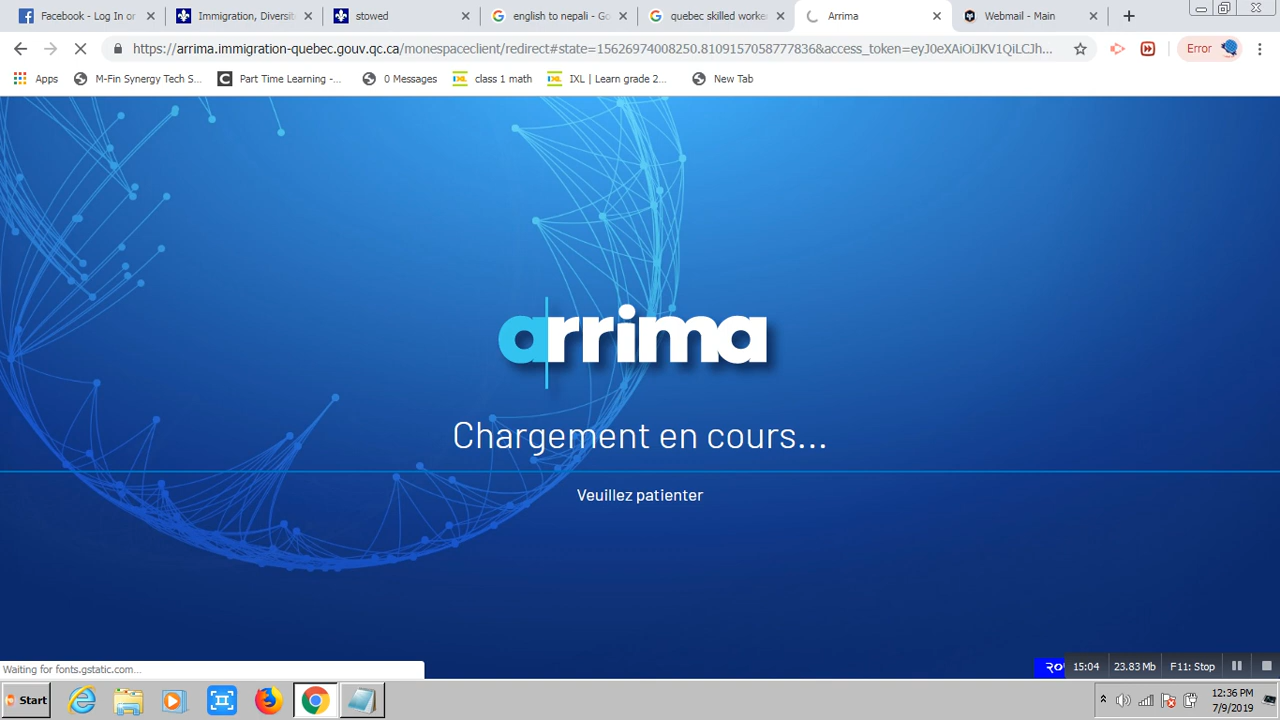 Facebook - Log In or
Immigration, Diversit
stowed
english to nepali - Go
quebec skilled work
Arrima
Webmail - Main
https://arrima.immigration-quebec.gouv.qc.ca/monespaceclient/redirect#state=15626974008250.8109157058777836&access_token=eyJ0eXAiOiJKV1QiLCJh...
Error
Apps
M-Fin Synergy Tech S...
Part Time Learning -...
0 Messages
class 1 math
IXL | Learn grade 2...
New Tab
arrima
Chargement en cours...
Veuillez patienter
Waiting for fonts.gstatic.com...
15:04
23.83 Mb
F11: Stop
Start
12:36 PM
7/9/2019